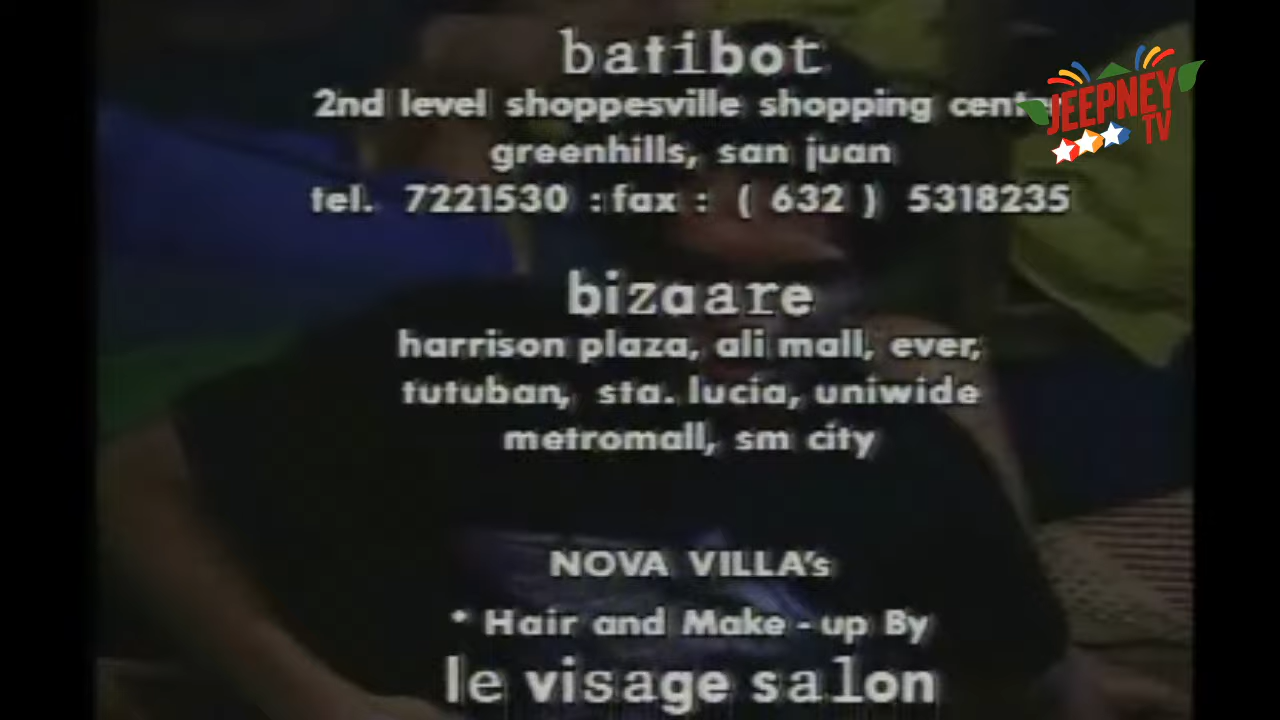 batibot
2nd level shoppesville shopping cent
greenhills, san juan
tel. 7221530 : fax : ( 632 ) 5318235
bizaare
harrison plaza, ali mall, ever,
tutuban, sta. lucia, uniwide
metromall, sm city
NOVA VILLA's
* Hair and Make - up By
le visage salon
JEEPNEY
TV